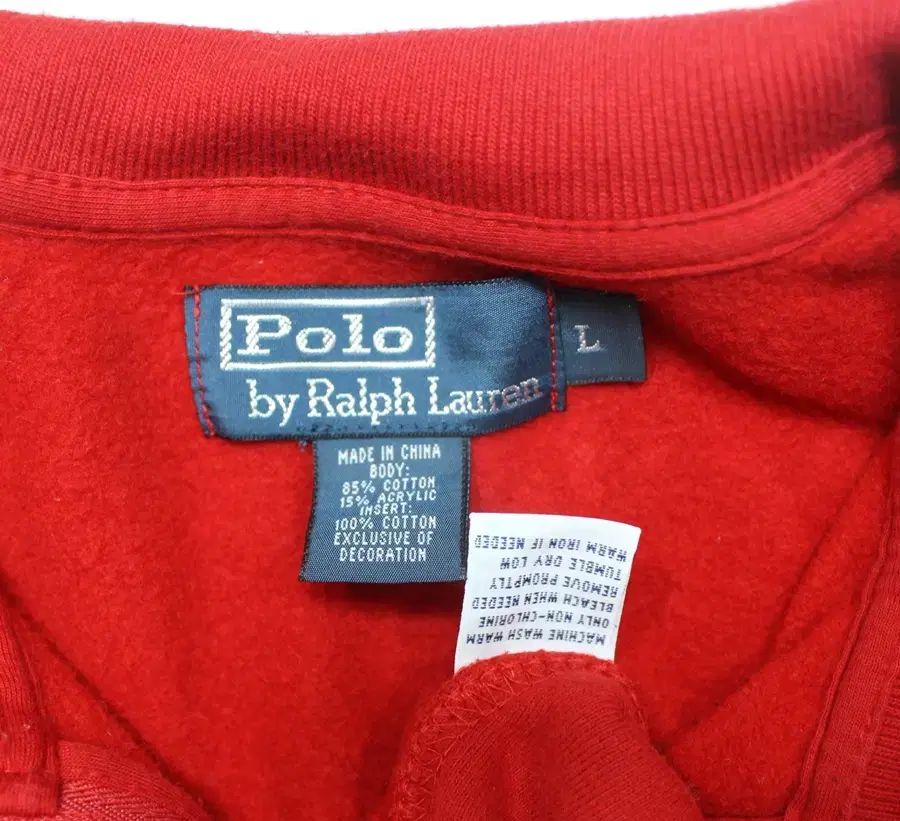 Polo
by Ralph Lauren
L
MADE IN CHINA
BODY:
85% COTTON
15% ACRYLIC
INSERT:
100% COTTON
EXCLUSIVE OF
DECORATION
MACHINE WASH WARM
ONLY NON-CHLORINE
BLEACH WHEN NEEDED
REMOVE PROMPTLY
TUMBLE DRY LOW
WARM IRON IF NEEDED